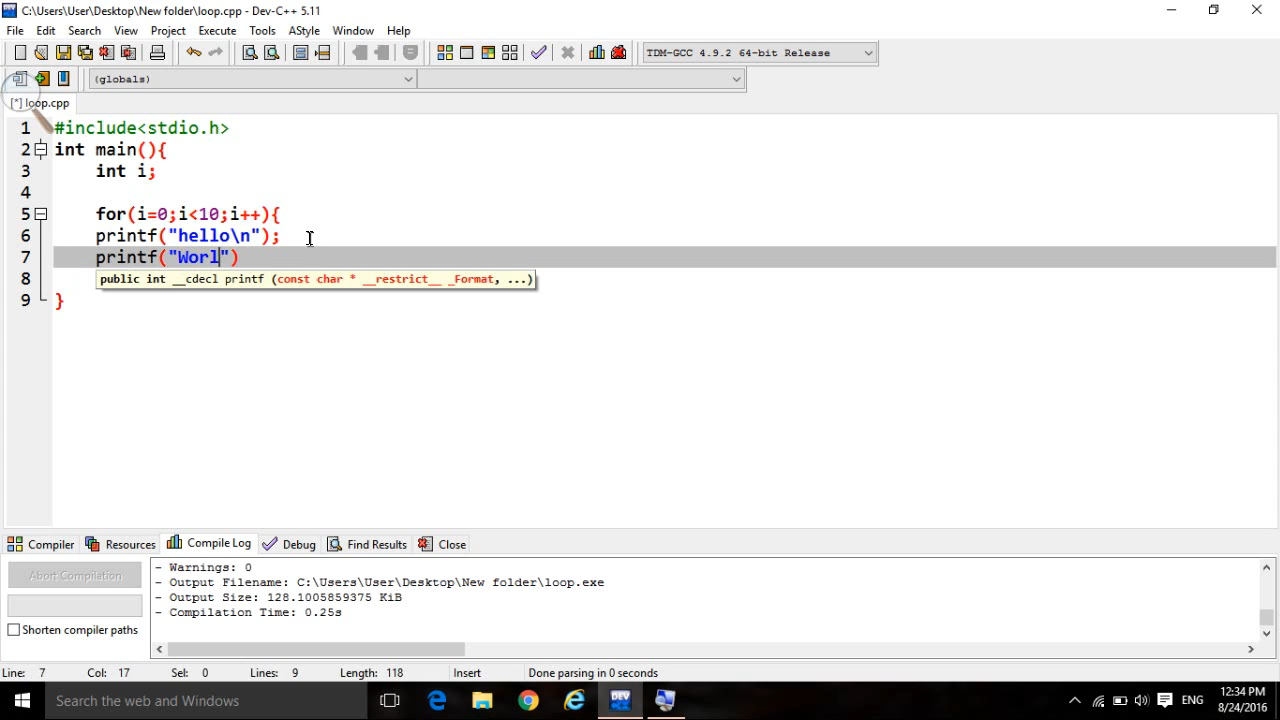 C:\Users\User\Desktop\New folder\loop.cpp - Dev-C++ 5.11
File Edit Search View Project Execute Tools AStyle Window Help
TDM-GCC 4.9.2 64-bit Release
(globals)
[*] loop.cpp
1 #include<stdio.h>
2 int main(){
3 int i;
4
5 for(i=0;i<10;i++){
6 printf("hello\n");
7 printf("Worl")
8 public int __cdecl printf (const char * __restrict__ _Format, ...)
9 }
Compiler Resources Compile Log Debug Find Results Close
Abort Compilation
Shorten compiler paths
- Warnings: 0
- Output Filename: C:\Users\User\Desktop\New folder\loop.exe
- Output Size: 128.1005859375 KiB
- Compilation Time: 0.25s
Line: 7 Col: 17 Sel: 0 Lines: 9 Length: 118 Insert Done parsing in 0 seconds
Search the web and Windows
DEV
ENG
12:34 PM
8/24/2016